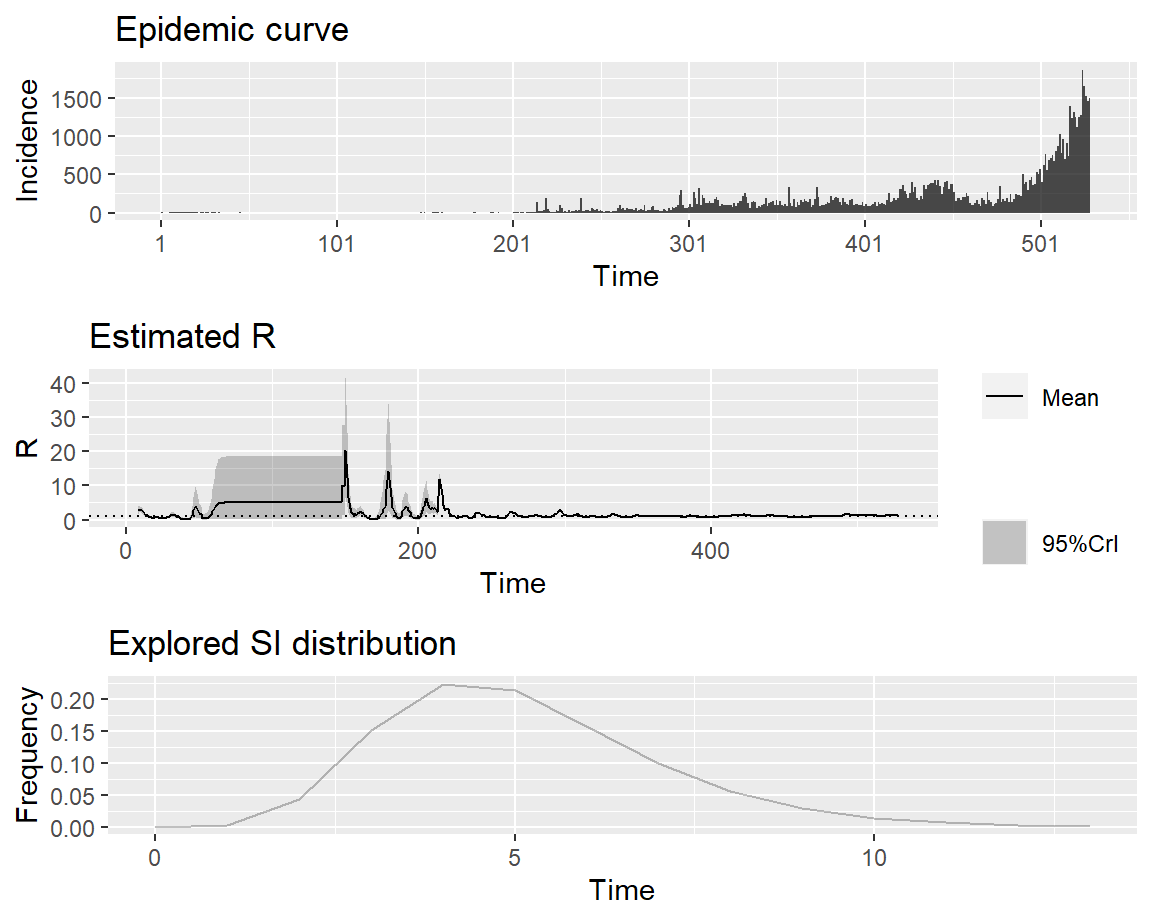 Epidemic curve
Incidence
1500
1000
500
0
1 101 201 301 401 501
Time
Estimated R
R
40
30
20
10
0
0 200 400
Time
Mean
95%CrI
Explored SI distribution
Frequency
0.20
0.15
0.10
0.05
0.00
0 5 10
Time